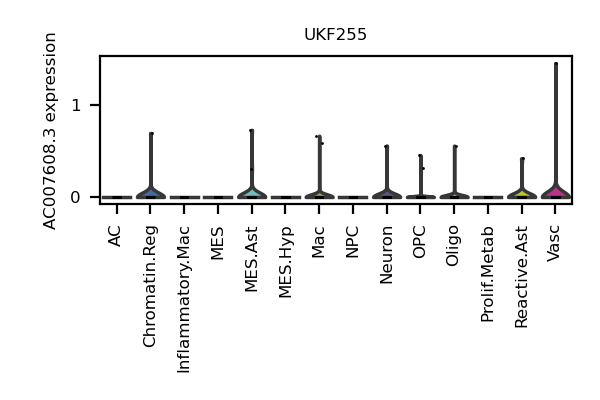 UKF255
AC007608.3 expression
1
0
AC
Chromatin.Reg
Inflammatory.Mac
MES
MES.Ast
MES.Hyp
Mac
NPC
Neuron
OPC
Oligo
Prolif.Metab
Reactive.Ast
Vasc